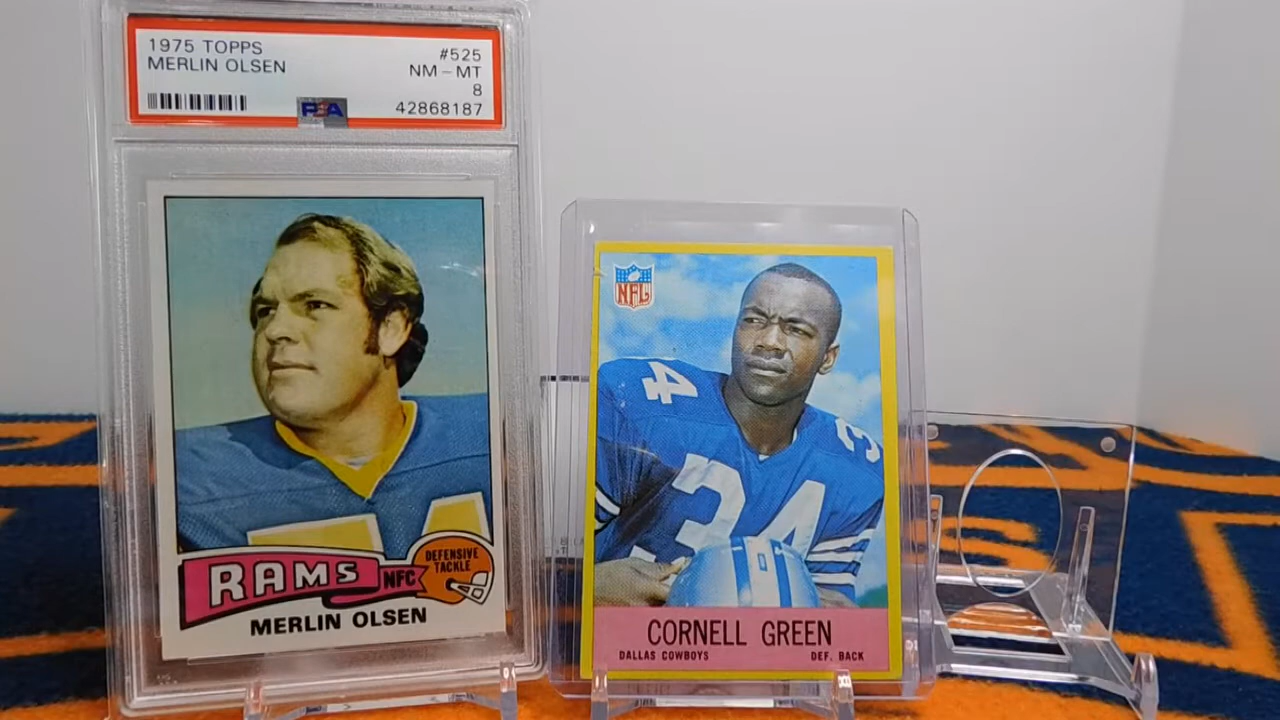 1975 TOPPS
MERLIN OLSEN
#525
NM-MT
8
42868187
PSA
RAMS
NFC
DEFENSIVE
TACKLE
MERLIN OLSEN
NFL
34
34
CORNELL GREEN
DALLAS COWBOYS
DEF. BACK